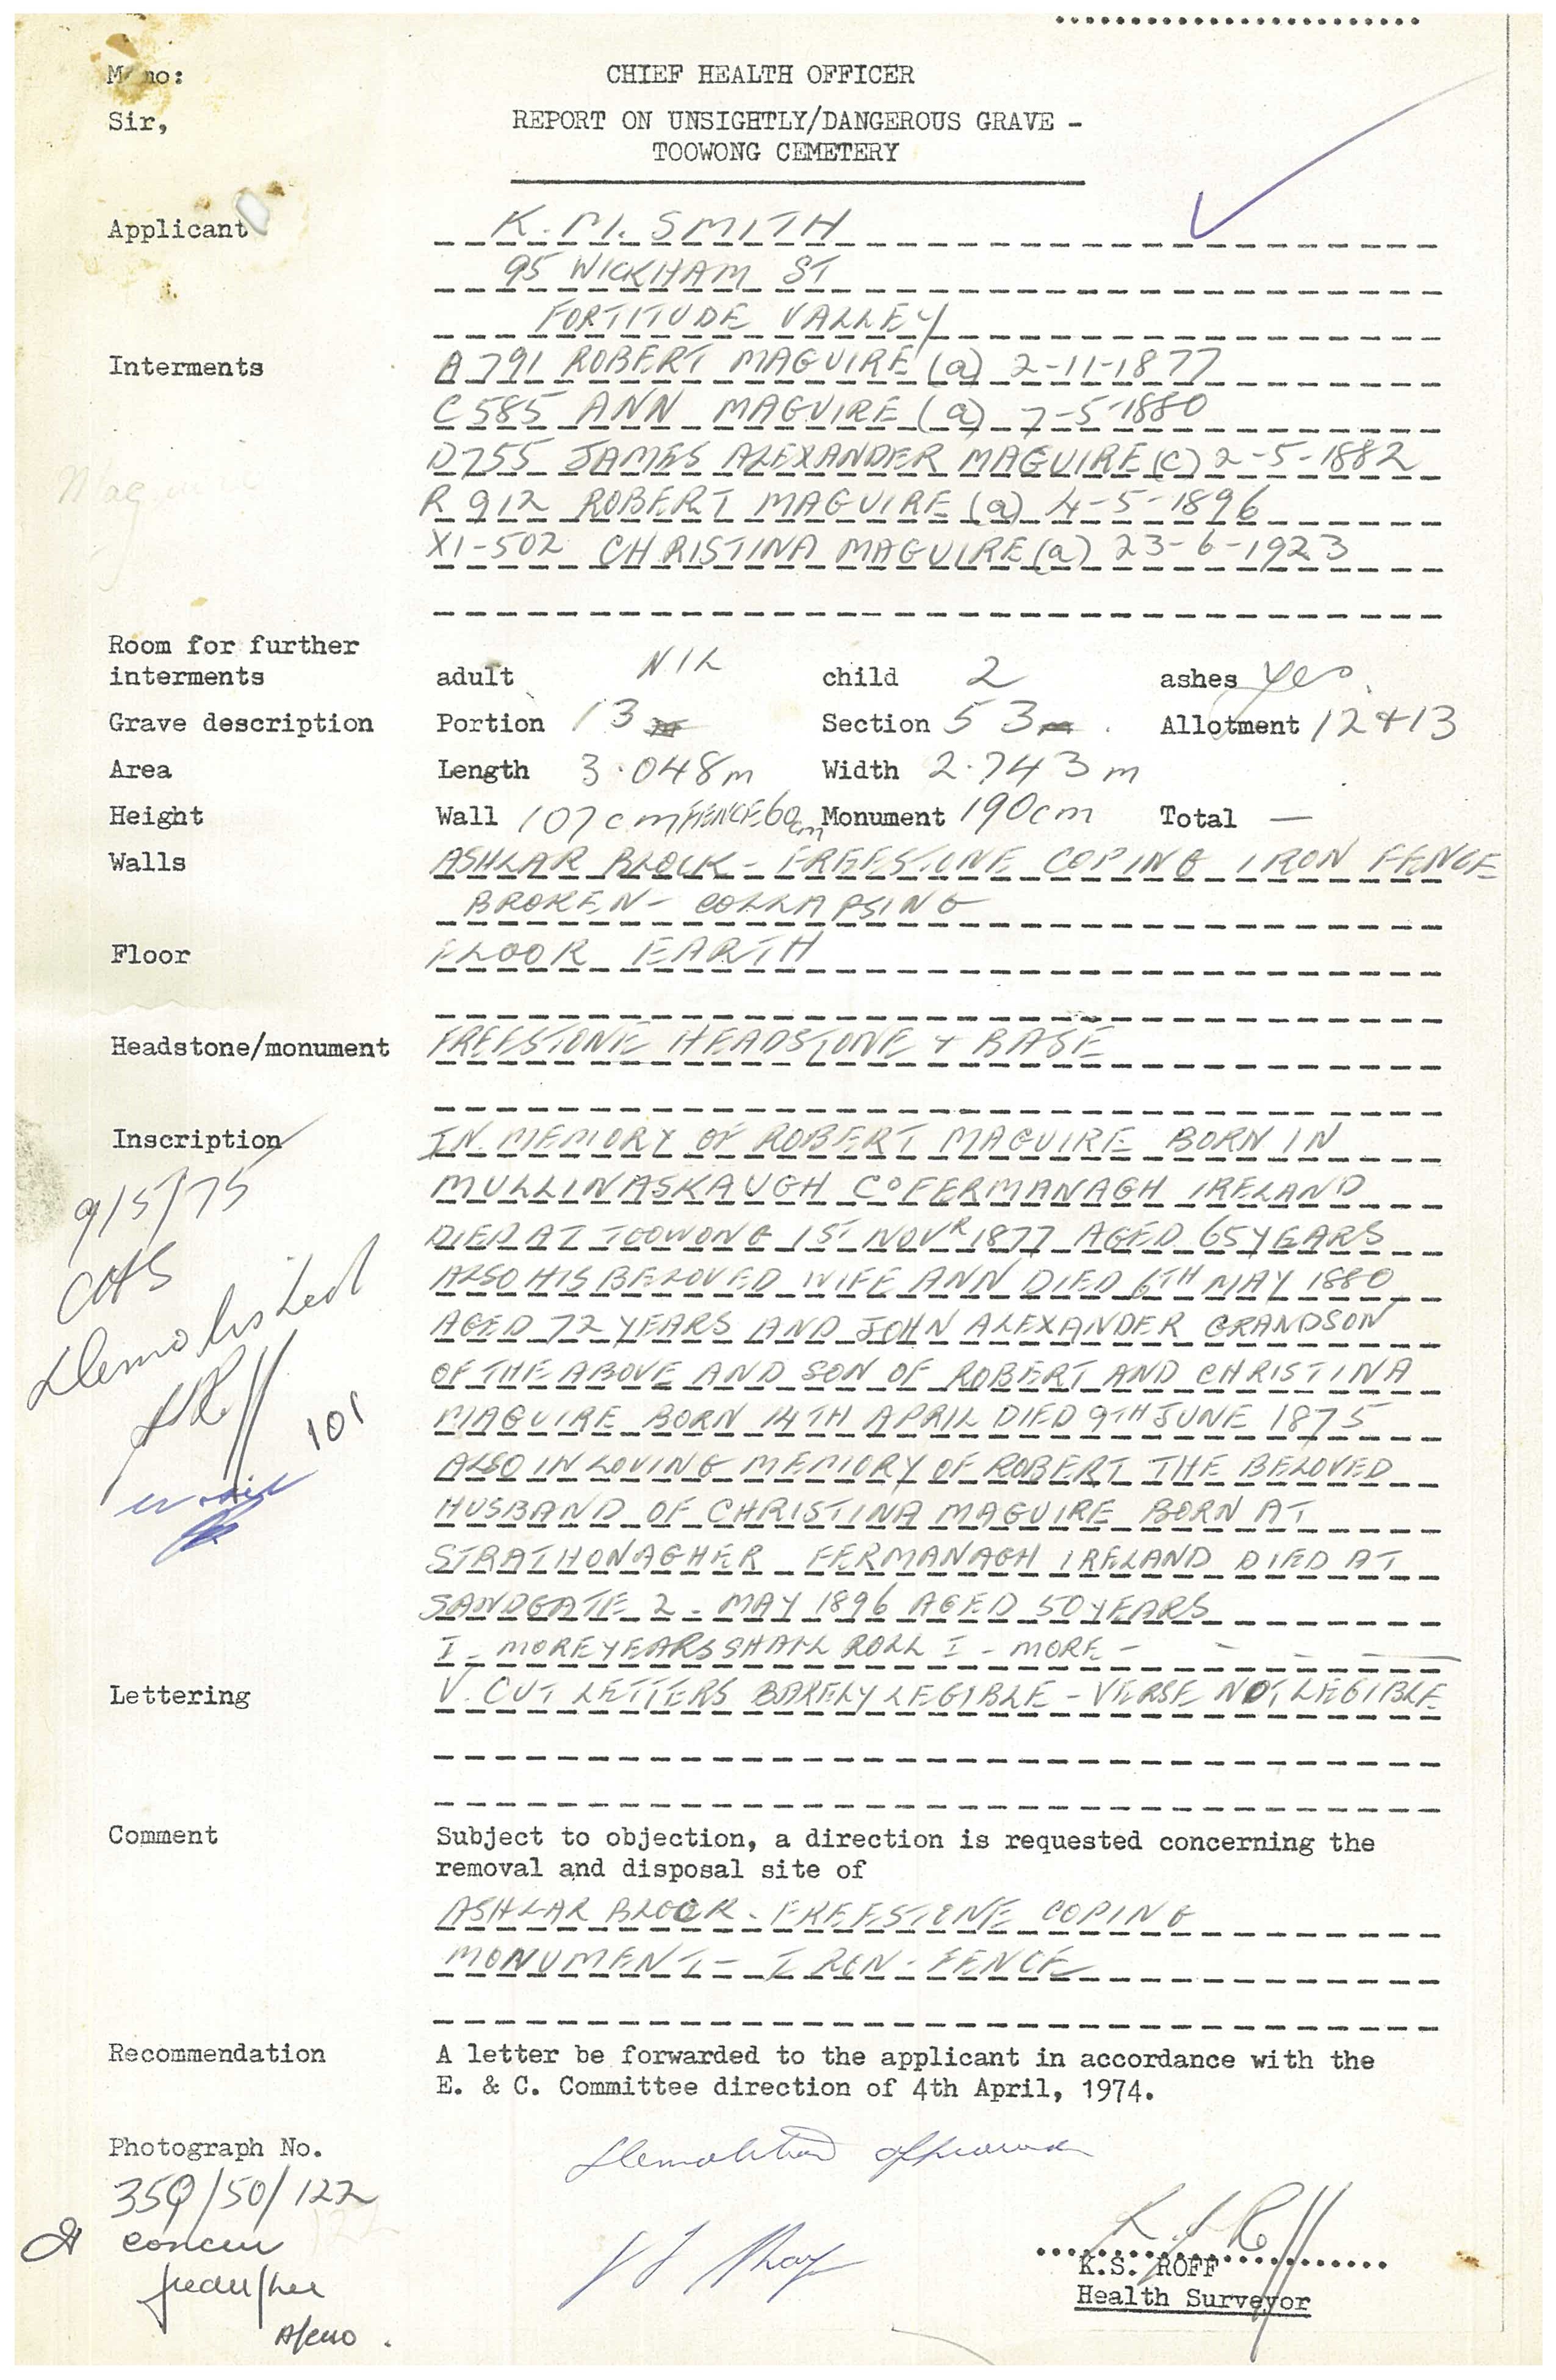 CHIEF HEALTH OFFICER
Sir,
REPORT ON UNSIGHTLY/DANGEROUS GRAVE -
TOOWONG CEMETERY
Applicant K. M. SMITH
95 WICKHAM ST
FORTITUDE VALLEY
Interments A791 ROBERT MAGUIRE (a) 2-11-1877
C585 ANN MAGUIRE (a) 7-5-1880
D755 JAMES ALEXANDER MAGUIRE (c) 2-5-1882
Maguire
R 912 ROBERT MAGUIRE (a) 4-5-1896
XI-502 CHRISTINA MAGUIRE (a) 23-6-1923
Room for further
interments adult NIL child 2 ashes yes
Grave description Portion 13 Section 53 Allotment 12 + 13
Area Length 3.048m Width 2.743m
Height Wall 107cm FENCE 60cm Monument 190cm Total —
Walls ASHLAR BLOCK - FREESTONE COPING IRON FENCE
BROKEN - COLLAPSING
Floor FLOOR EARTH
Headstone/monument FREESTONE HEADSTONE + BASE
Inscription IN MEMORY OF ROBERT MAGUIRE BORN IN
MULLINASKAUGH Co FERMANAGH IRELAND
DIED AT TOOWONG 1ST NOVR 1877 AGED 65 YEARS
ALSO HIS BELOVED WIFE ANN DIED 6TH MAY 1880
AGED 72 YEARS AND JOHN ALEXANDER GRANDSON
OF THE ABOVE AND SON OF ROBERT AND CHRISTINA
MAGUIRE BORN 14TH APRIL DIED 9TH JUNE 1875
ALSO IN LOVING MEMORY OF ROBERT THE BELOVED
HUSBAND OF CHRISTINA MAGUIRE BORN AT
STRATHONAGHER FERMANAGH IRELAND DIED AT
SANDGATE 2 - MAY 1896 AGED 50 YEARS
I - MORE YEARS SHALL ROLL I - MORE - -
9/5/75
CHS
Demolished
101
Lettering V. CUT LETTERS BARELY LEGIBLE - VERSE NOT LEGIBLE
Comment Subject to objection, a direction is requested concerning the
removal and disposal site of
ASHLAR BLOCK - FREESTONE COPING
MONUMENT - IRON - FENCE
Recommendation A letter be forwarded to the applicant in accordance with the
E. & C. Committee direction of 4th April, 1974.
Photograph No.
35Q/50/122
122
concur
Demolition approved
K.S. ROFF
Health Surveyor